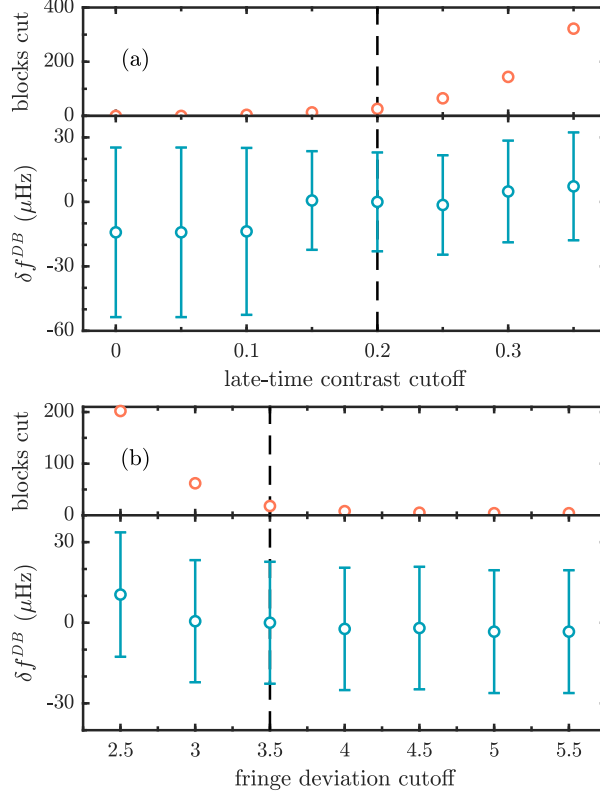 400
200
0
blocks cut
(a)
30
0
-30
-60
δf^{DB} (μHz)
0 0.1 0.2 0.3
late-time contrast cutoff
200
100
0
blocks cut
(b)
30
0
-30
δf^{DB} (μHz)
2.5 3 3.5 4 4.5 5 5.5
fringe deviation cutoff